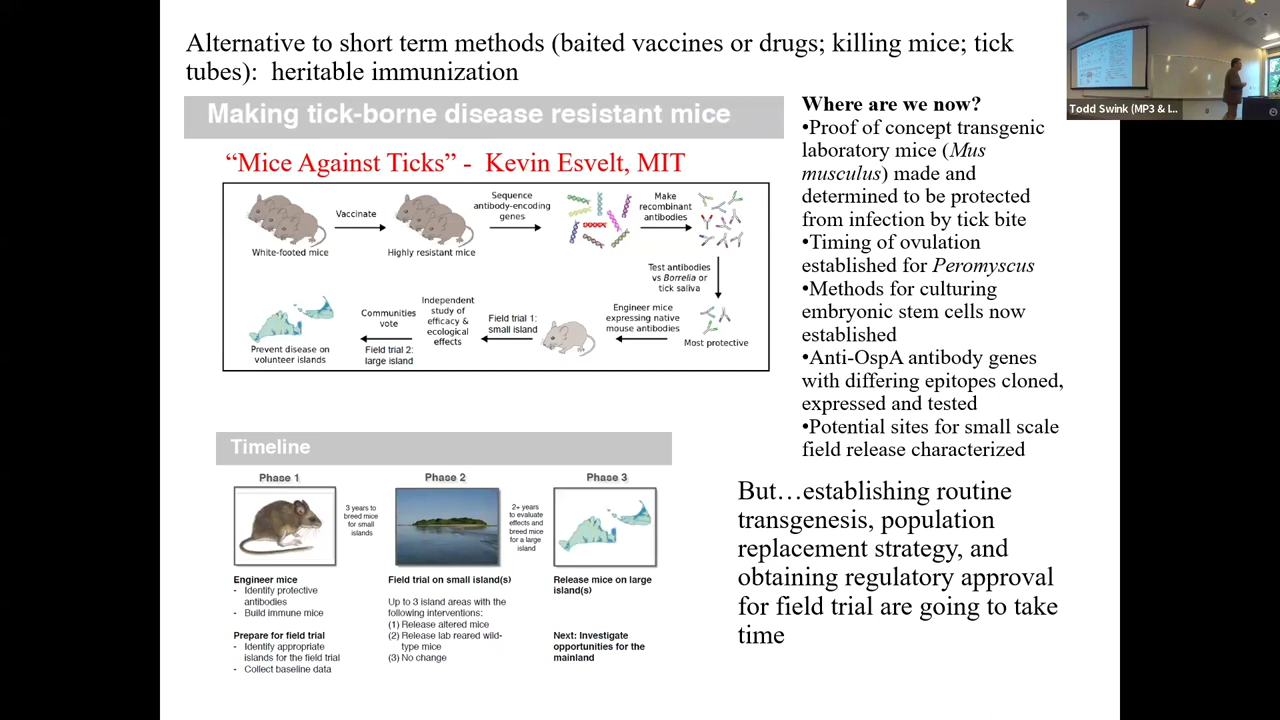 Alternative to short term methods (baited vaccines or drugs; killing mice; tick
tubes):  heritable immunization
Making tick-borne disease resistant mice
“Mice Against Ticks” -  Kevin Esvelt, MIT
White-footed mice
Vaccinate
Highly resistant mice
Sequence
antibody-encoding
genes
Make
recombinant
antibodies
Test antibodies
vs Borrelia or
tick saliva
Most protective
Engineer mice
expressing native
mouse antibodies
Field trial 1:
small island
Independent
study of
efficacy &
ecological
effects
Communities
vote
Field trial 2:
large island
Prevent disease on
volunteer islands
Timeline
Phase 1
3 years to
breed mice
for small
islands
Engineer mice
- Identify protective
antibodies
- Build immune mice
Prepare for field trial
- Identify appropriate
islands for the field trial
- Collect baseline data
Phase 2
2+ years
to evaluate
effects and
breed mice
for a large
island
Field trial on small island(s)
Up to 3 island areas with the
following interventions:
(1) Release altered mice
(2) Release lab reared wild-
type mice
(3) No change
Phase 3
Release mice on large
island(s)
Next: Investigate
opportunities for the
mainland
Where are we now?
•Proof of concept transgenic
laboratory mice (Mus
musculus) made and
determined to be protected
from infection by tick bite
•Timing of ovulation
established for Peromyscus
•Methods for culturing
embryonic stem cells now
established
•Anti-OspA antibody genes
with differing epitopes cloned,
expressed and tested
•Potential sites for small scale
field release characterized
But…establishing routine
transgenesis, population
replacement strategy, and
obtaining regulatory approval
for field trial are going to take
time
Todd Swink (MP3 & I...